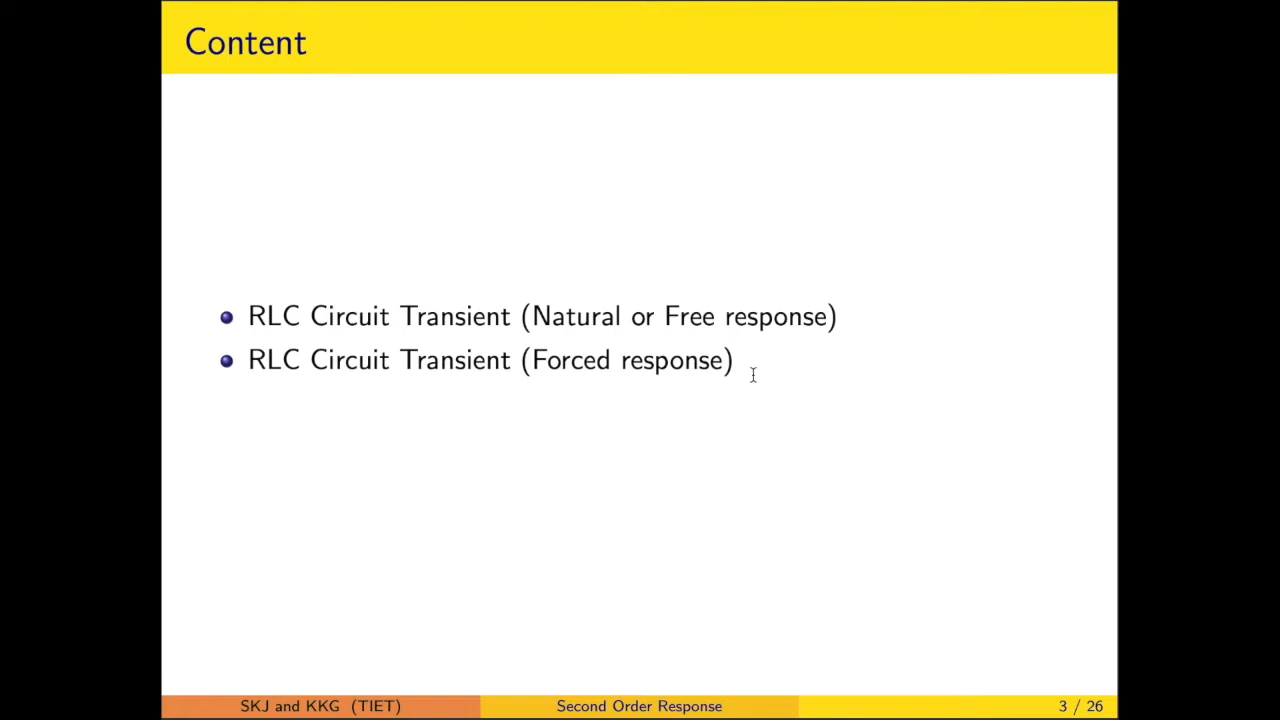 Content
RLC Circuit Transient (Natural or Free response)
RLC Circuit Transient (Forced response)
SKJ and KKG (TIET)
Second Order Response
3 / 26